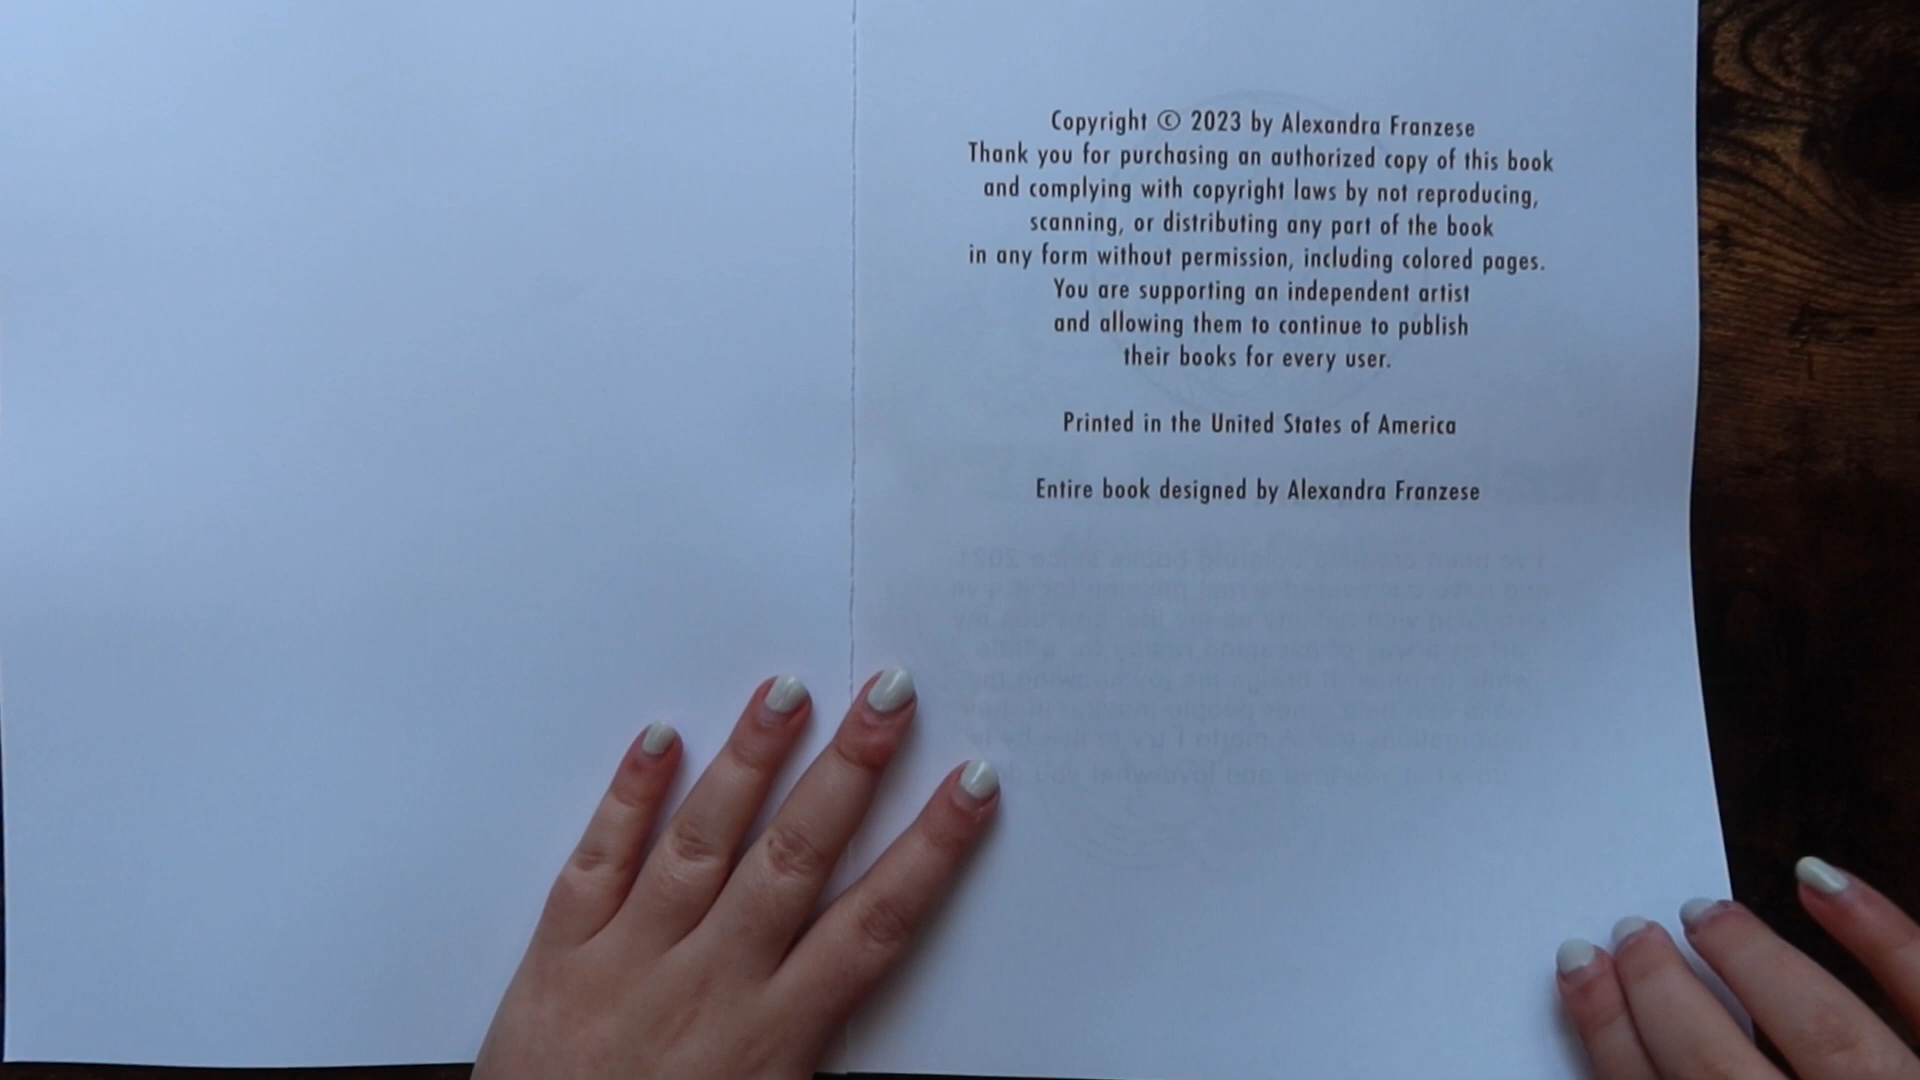 Copyright © 2023 by Alexandra Franzese
Thank you for purchasing an authorized copy of this book
and complying with copyright laws by not reproducing,
scanning, or distributing any part of the book
in any form without permission, including colored pages.
You are supporting an independent artist
and allowing them to continue to publish
their books for every user.
Printed in the United States of America
Entire book designed by Alexandra Franzese